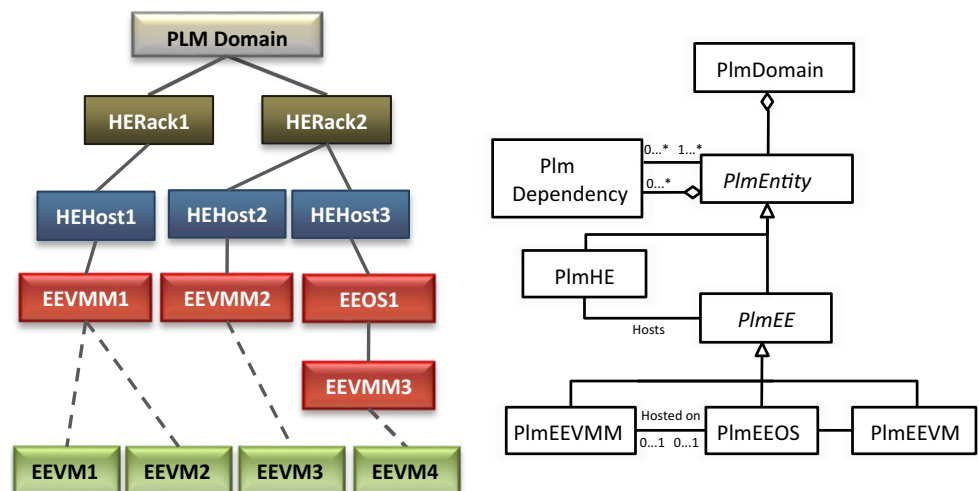 PLM Domain
HERack1
HERack2
HEHost1
HEHost2
HEHost3
EEVMM1
EEVMM2
EEOS1
EEVMM3
EEVM1
EEVM2
EEVM3
EEVM4
PlmDomain
Plm
Dependency
0...* 1...*
0...*
PlmEntity
PlmHE
Hosts
PlmEE
PlmEEVMM
Hosted on
0...1 0...1
PlmEEOS
PlmEEVM